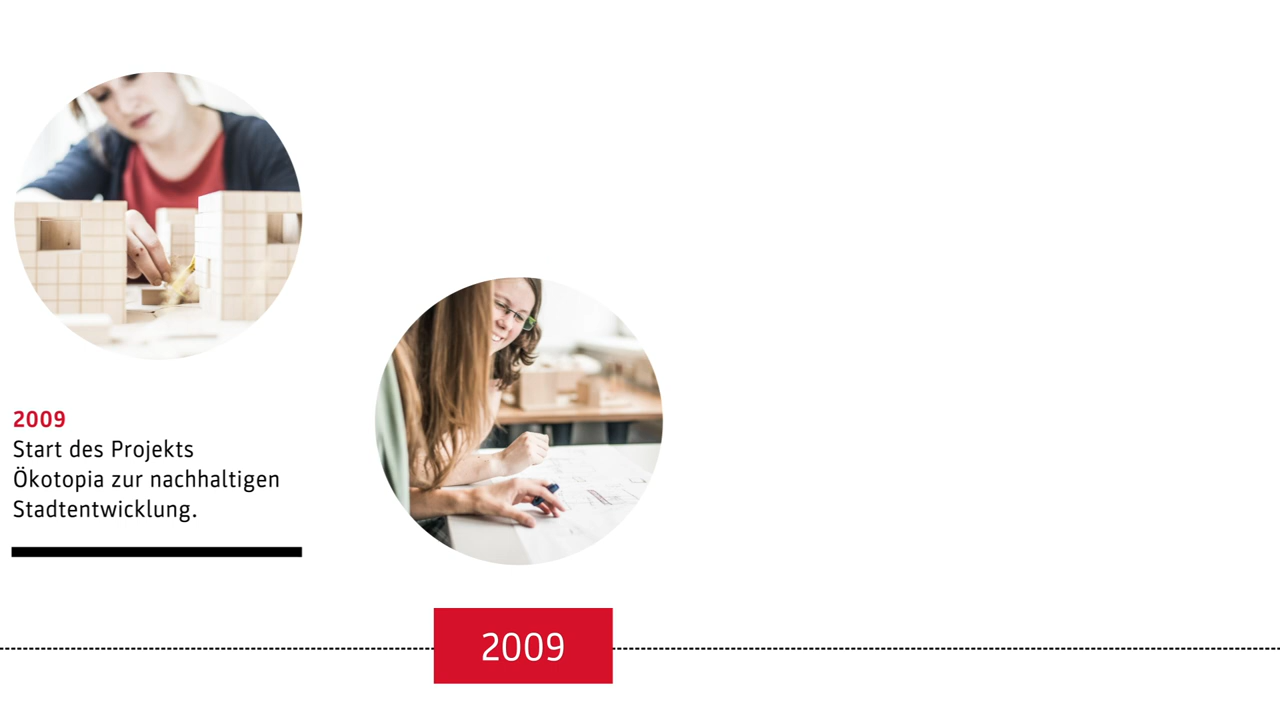 2009
Start des Projekts
Ökotopia zur nachhaltigen
Stadtentwicklung.
2009